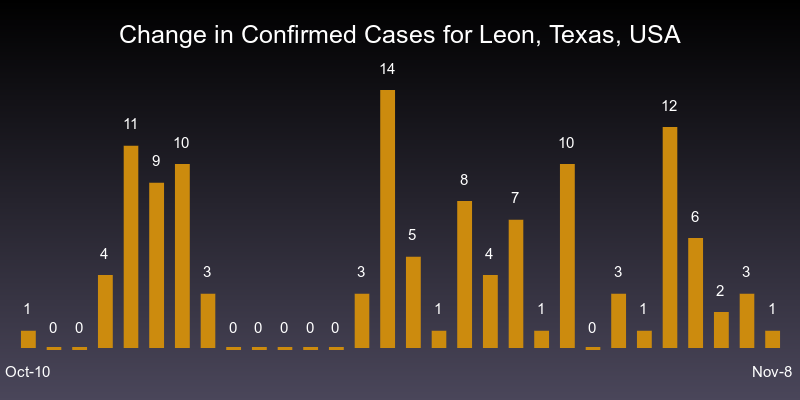 Change in Confirmed Cases for Leon, Texas, USA
1 0 0 4 11 9 10 3 0 0 0 0 0 3 14 5 1 8 4 7 1 10 0 3 1 12 6 2 3 1
Oct-10 Nov-8